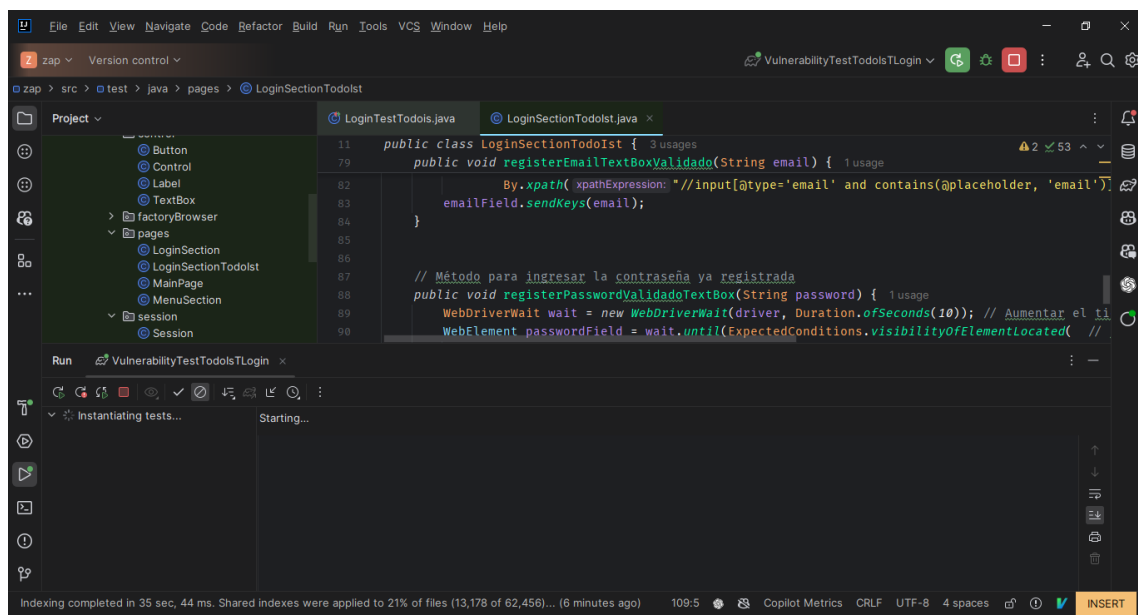 File Edit View Navigate Code Refactor Build Run Tools VCS Window Help
Z zap Version control VulnerabilityTestTodoIsTLogin
zap > src > test > java > pages > LoginSectionTodoIst
Project
LoginTestTodois.java LoginSectionTodoIst.java
Button
Control
Label
TextBox
factoryBrowser
pages
LoginSection
LoginSectionTodoIst
MainPage
MenuSection
session
Session
11 public class LoginSectionTodoIst { 3 usages
2 53
79 public void registerEmailTextBoxValidado(String email) { 1 usage
82 By.xpath( xpathExpression: "//input[@type='email' and contains(@placeholder, 'email')]
83 emailField.sendKeys(email);
84 }
85
86
87 // Método para ingresar la contraseña ya registrada
88 public void registerPasswordValidadoTextBox(String password) { 1 usage
89 WebDriverWait wait = new WebDriverWait(driver, Duration.ofSeconds(10)); // Aumentar el ti
90 WebElement passwordField = wait.until(ExpectedConditions.visibilityOfElementLocated( //
Run VulnerabilityTestTodoIsTLogin
Instantiating tests...
Starting...
Indexing completed in 35 sec, 44 ms. Shared indexes were applied to 21% of files (13,178 of 62,456)... (6 minutes ago) 109:5 Copilot Metrics CRLF UTF-8 4 spaces V INSERT